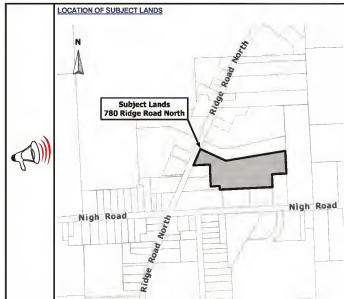 LOCATION OF SUBJECT LANDS
N
Ridge Road North
Subject Lands
780 Ridge Road North
Nigh Road
Nigh Road
Ridge Road North